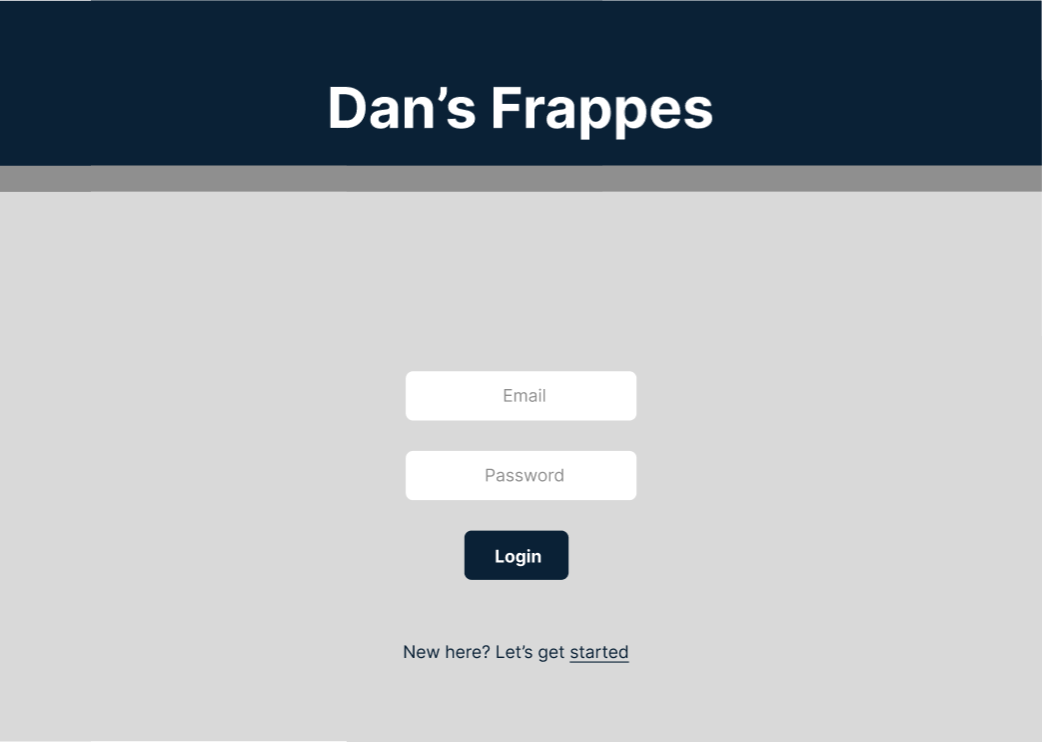 Dan’s Frappes
Email
Password
Login
New here? Let’s get started